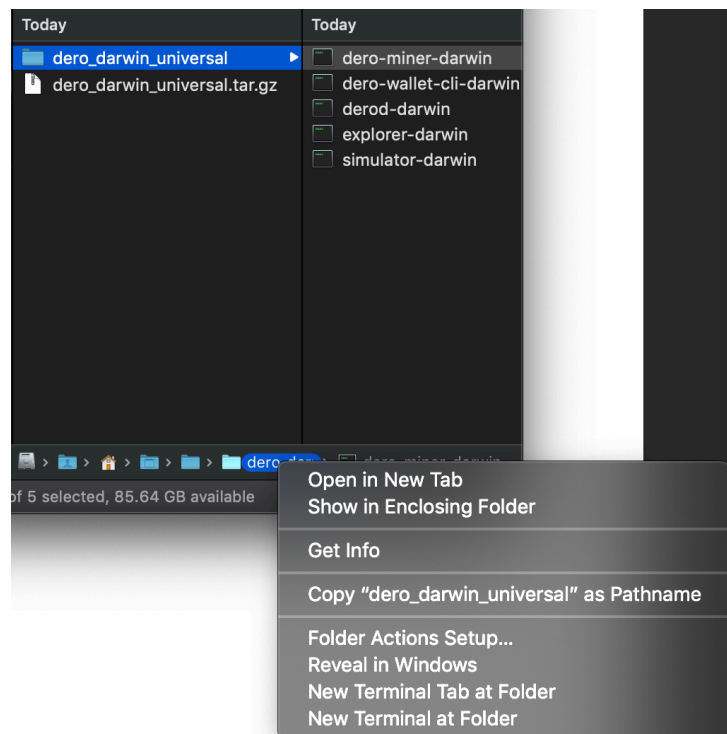 Today
dero_darwin_universal
dero_darwin_universal.tar.gz
Today
dero-miner-darwin
dero-wallet-cli-darwin
derod-darwin
explorer-darwin
simulator-darwin
of 5 selected, 85.64 GB available
Open in New Tab
Show in Enclosing Folder
Get Info
Copy “dero_darwin_universal” as Pathname
Folder Actions Setup...
Reveal in Windows
New Terminal Tab at Folder
New Terminal at Folder